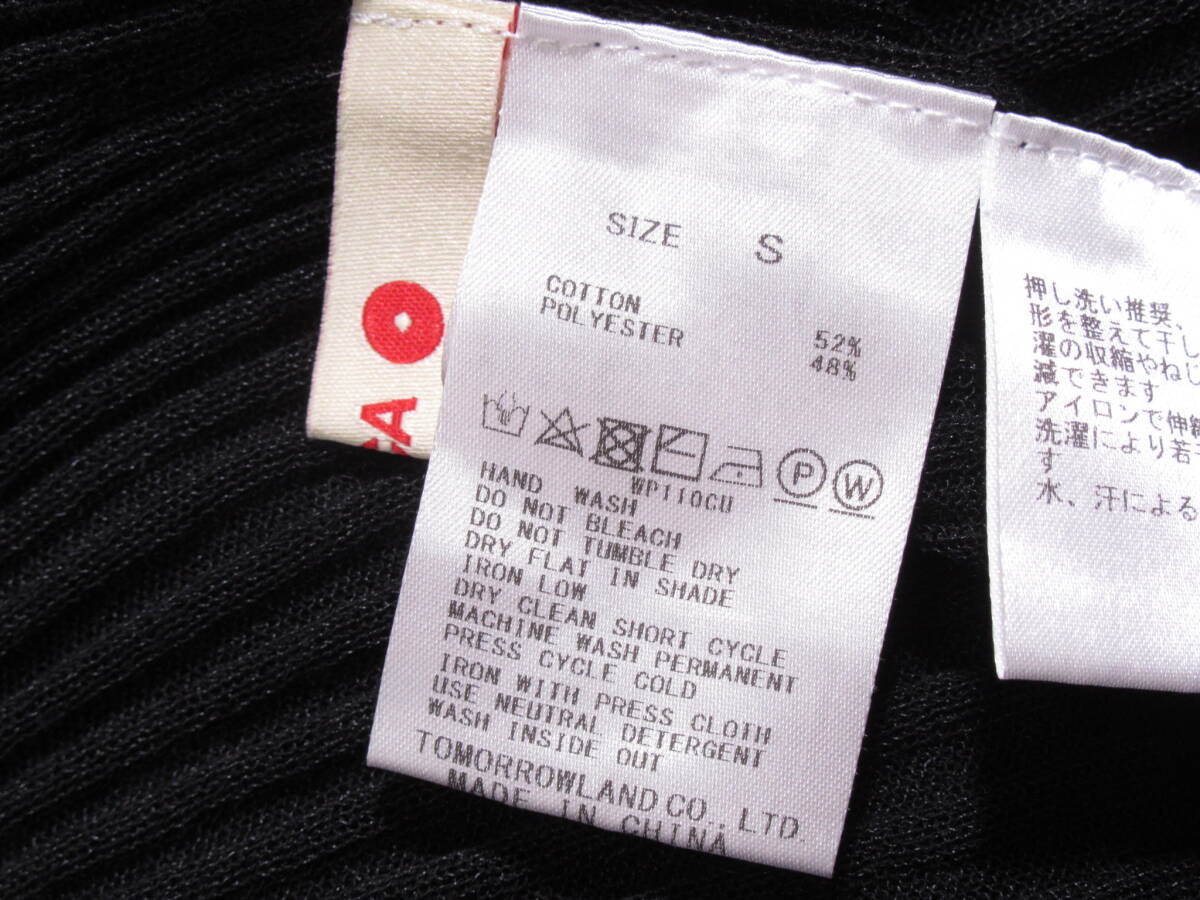 SIZE S
COTTON 52%
POLYESTER 48%
P W
WP110CU
HAND WASH
DO NOT BLEACH
DO NOT TUMBLE DRY
DRY FLAT IN SHADE
IRON LOW
DRY CLEAN SHORT CYCLE
MACHINE WASH PERMANENT
PRESS CYCLE COLD
IRON WITH PRESS CLOTH
USE NEUTRAL DETERGENT
WASH INSIDE OUT
TOMORROWLAND CO., LTD.
MADE IN CHINA
押し洗い推奨、
形を整えて干し
濯の収縮やねじ
減できます
アイロンで伸縮
洗濯により若干
す
水、汗による